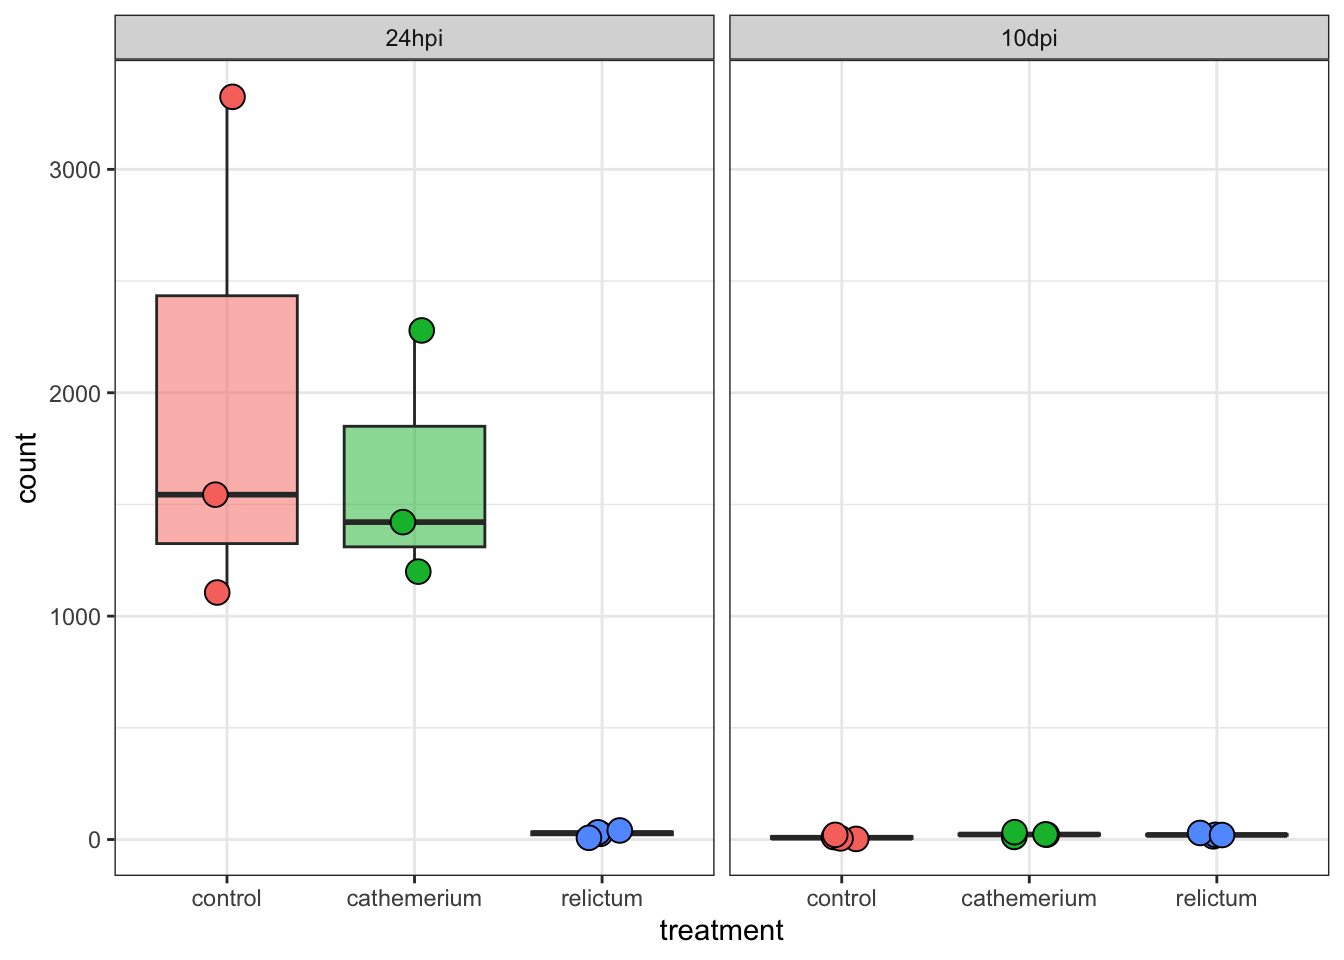 24hpi
10dpi
count
3000
2000
1000
0
control cathemerium relictum
control cathemerium relictum
treatment